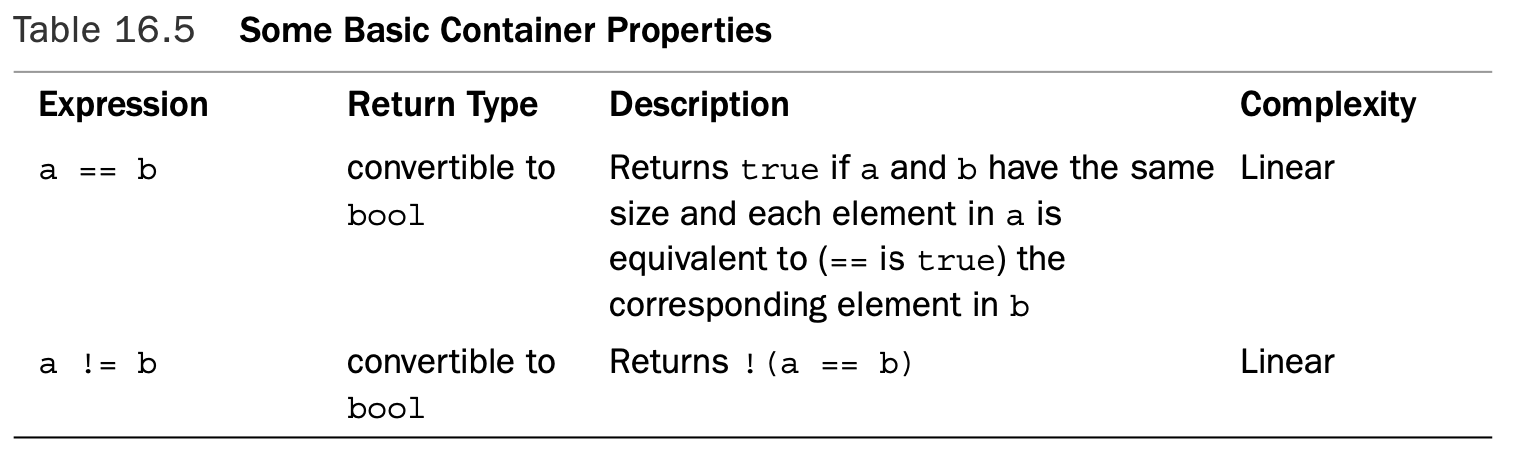 Table 16.5 Some Basic Container Properties
Expression Return Type Description Complexity
a == b convertible to Returns true if a and b have the same Linear
bool size and each element in a is
equivalent to (== is true) the
corresponding element in b
a != b convertible to Returns !(a == b) Linear
bool